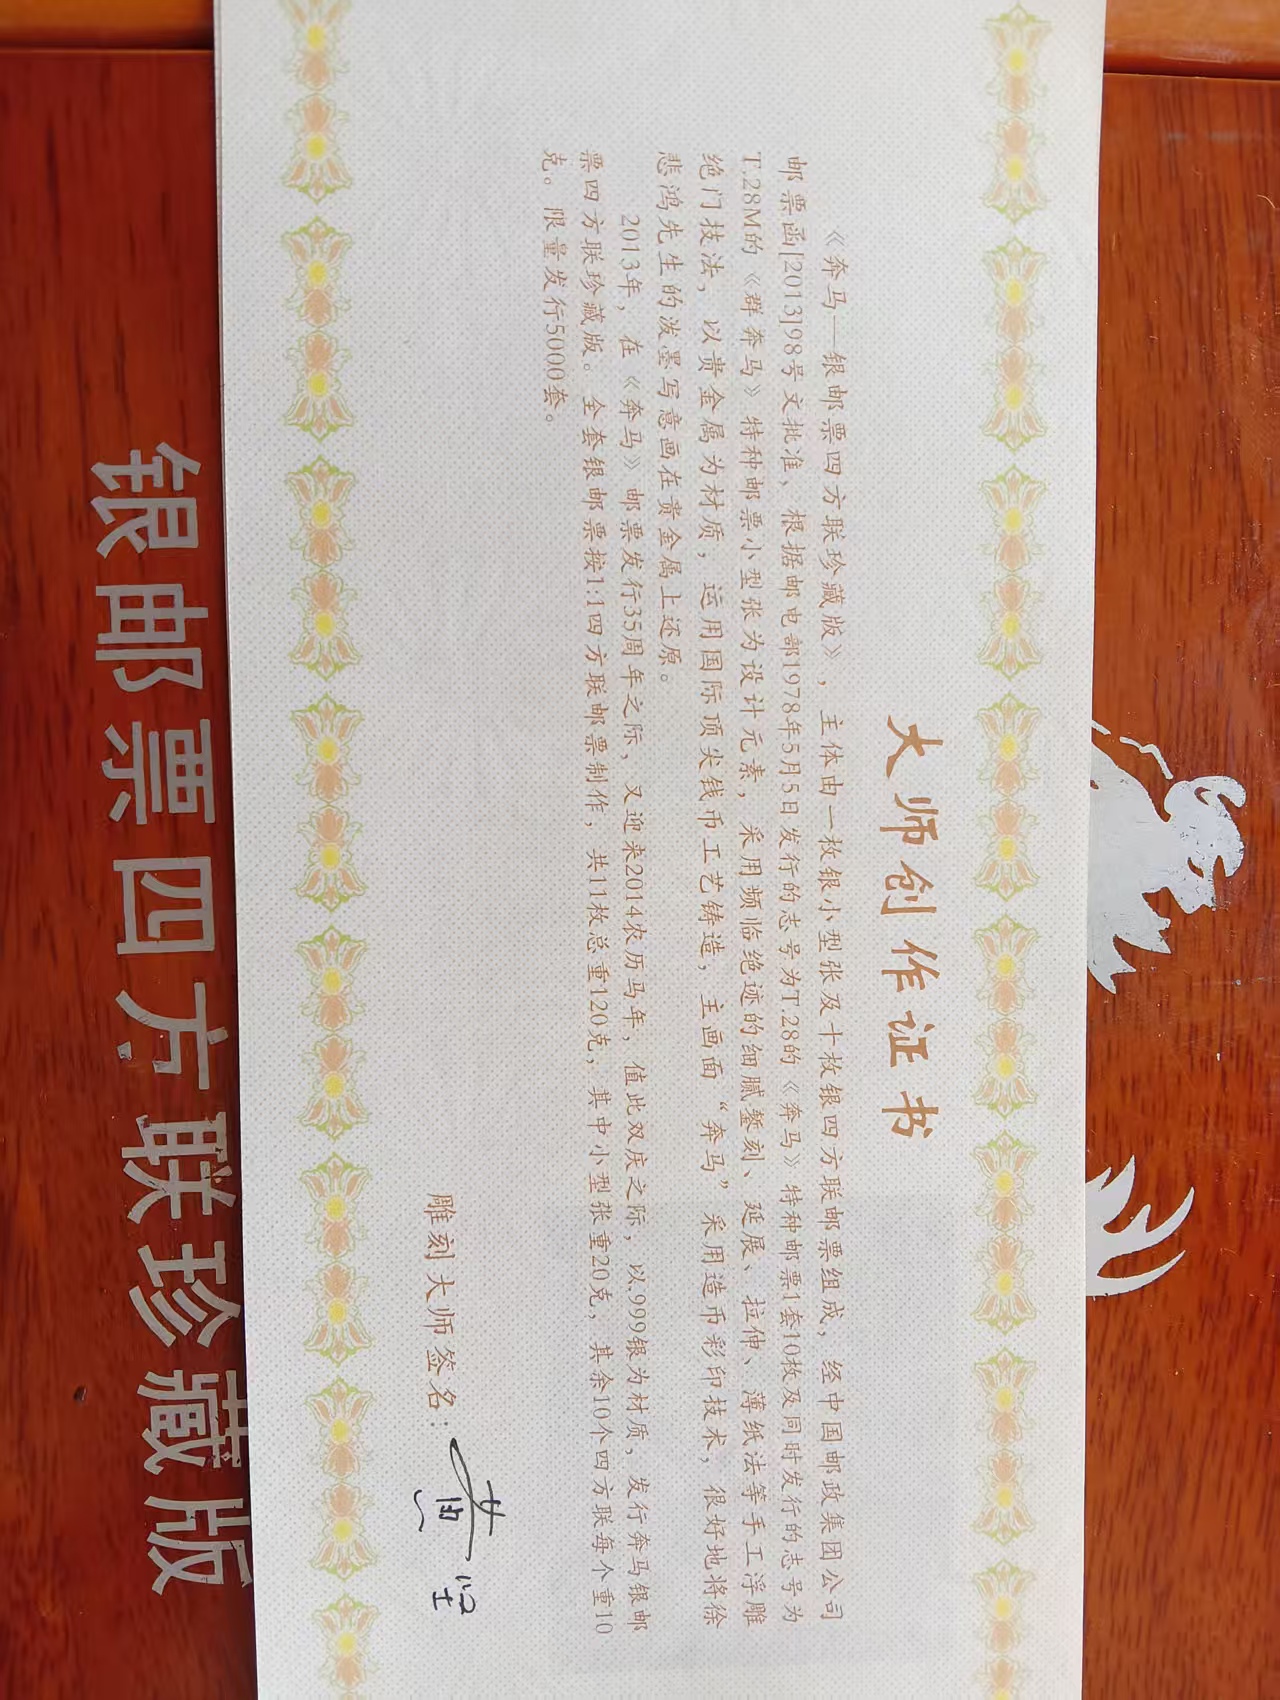 大师创作证书
《奔马—银邮票四方联珍藏版》，主体由一枚银小型张及十枚银四方联邮票组成，经中国邮政集团公司
邮票函[2013]98号文批准，根据邮电部1978年5月5日发行的志号为T.28的《奔马》特种邮票1套10枚及同时发行的志号为
T.28M的《群奔马》特种邮票小型张为设计元素，采用频临绝迹的细腻錾刻、延展、拉伸、薄纸法等手工浮雕
绝门技法，以贵金属为材质，运用国际顶尖钱币工艺铸造，主画面“奔马”采用造币彩印技术，很好地将徐
悲鸿先生的泼墨写意画在贵金属上还原。
2013年，在《奔马》邮票发行35周年之际，又迎来2014农历马年，值此双庆之际，以.999银为材质，发行奔马银邮
票四方联珍藏版。全套银邮票按1:1四方联邮票制作，共11枚总重120克，其中小型张重20克，其余10个四方联每个重10
克。限量发行5000套。
雕刻大师签名：
银邮票四方联珍藏版